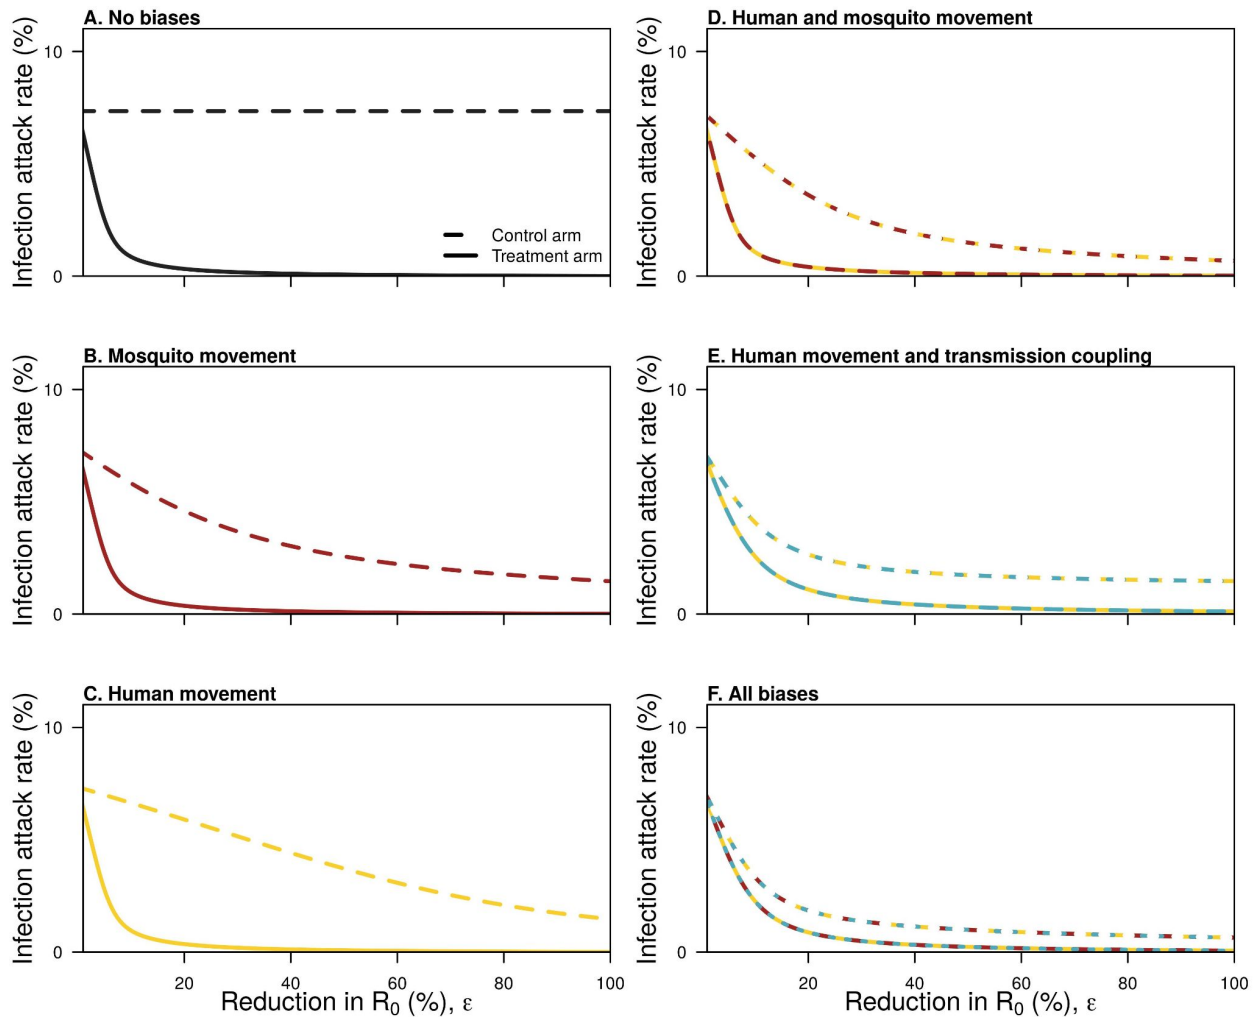 A. No biases
Infection attack rate (%)
10
0
Control arm
Treatment arm
B. Mosquito movement
Infection attack rate (%)
10
0
C. Human movement
Infection attack rate (%)
10
0
20 40 60 80 100
Reduction in R₀ (%), ε
D. Human and mosquito movement
Infection attack rate (%)
10
0
E. Human movement and transmission coupling
Infection attack rate (%)
10
0
F. All biases
Infection attack rate (%)
10
0
20 40 60 80 100
Reduction in R₀ (%), ε